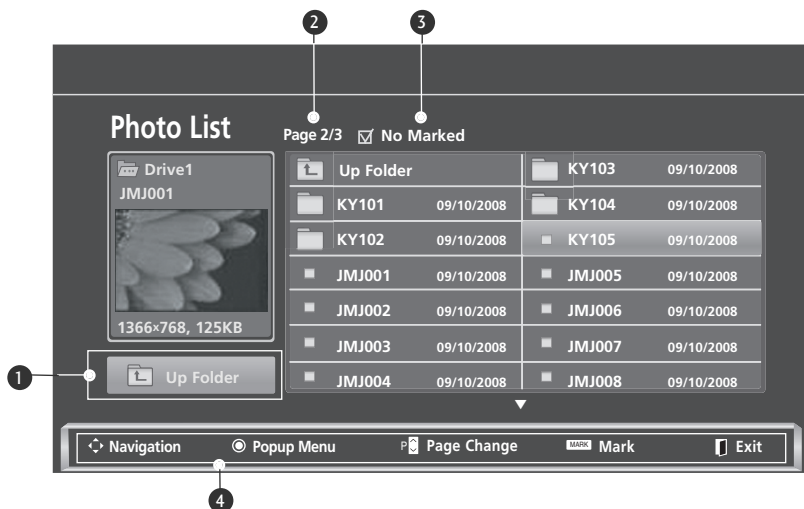 2 3
Photo List
Page 2/3 No Marked
Drive1
JMJ001
1366×768, 125KB
1 Up Folder
Up Folder
KY101 09/10/2008
KY102 09/10/2008
JMJ001 09/10/2008
JMJ002 09/10/2008
JMJ003 09/10/2008
JMJ004 09/10/2008
KY103 09/10/2008
KY104 09/10/2008
KY105 09/10/2008
JMJ005 09/10/2008
JMJ006 09/10/2008
JMJ007 09/10/2008
JMJ008 09/10/2008
Navigation Popup Menu P Page Change MARK Mark Exit
4